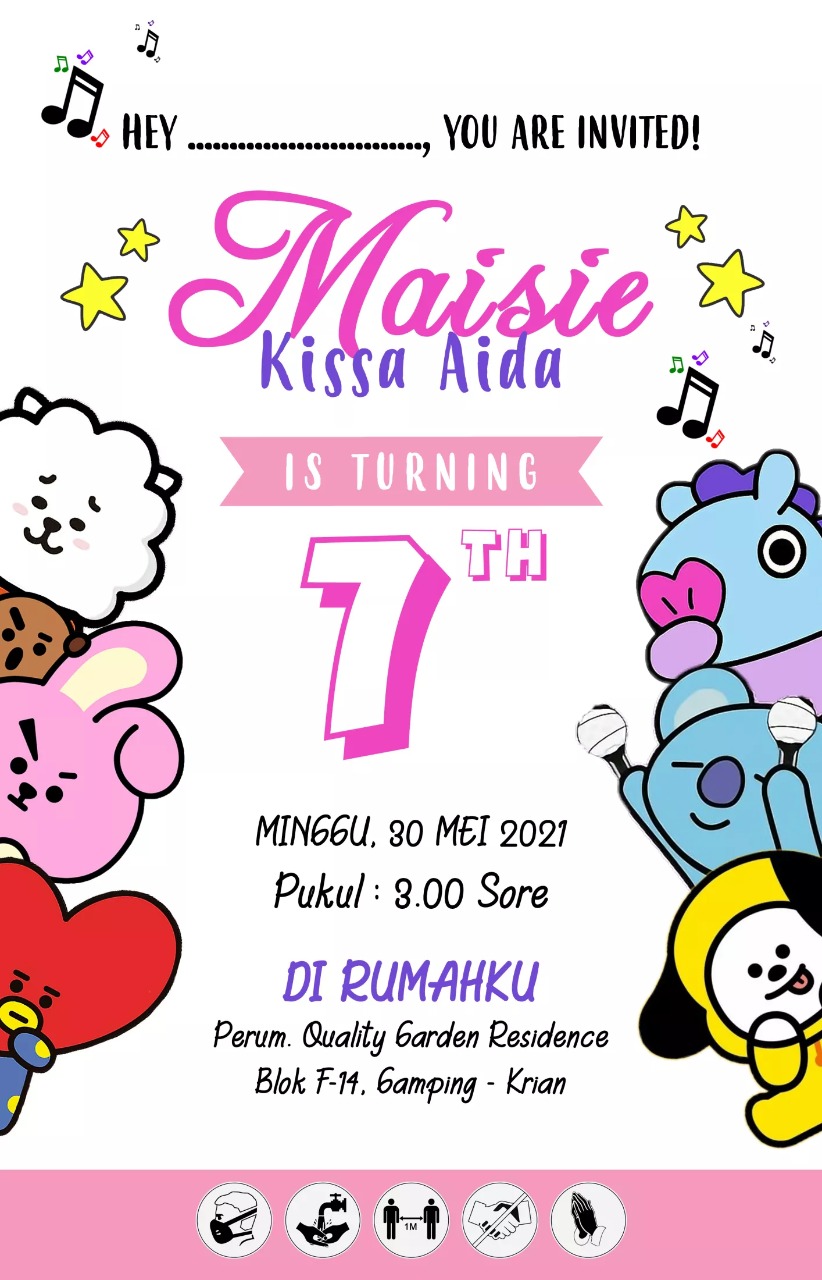 HEY ............................, YOU ARE INVITED!
Maisie
Kissa Aida
IS TURNING
7TH
MINGGU, 30 MEI 2021
Pukul : 3.00 Sore
DI RUMAHKU
Perum. Quality Garden Residence
Blok F-14, Gamping - Krian
1M